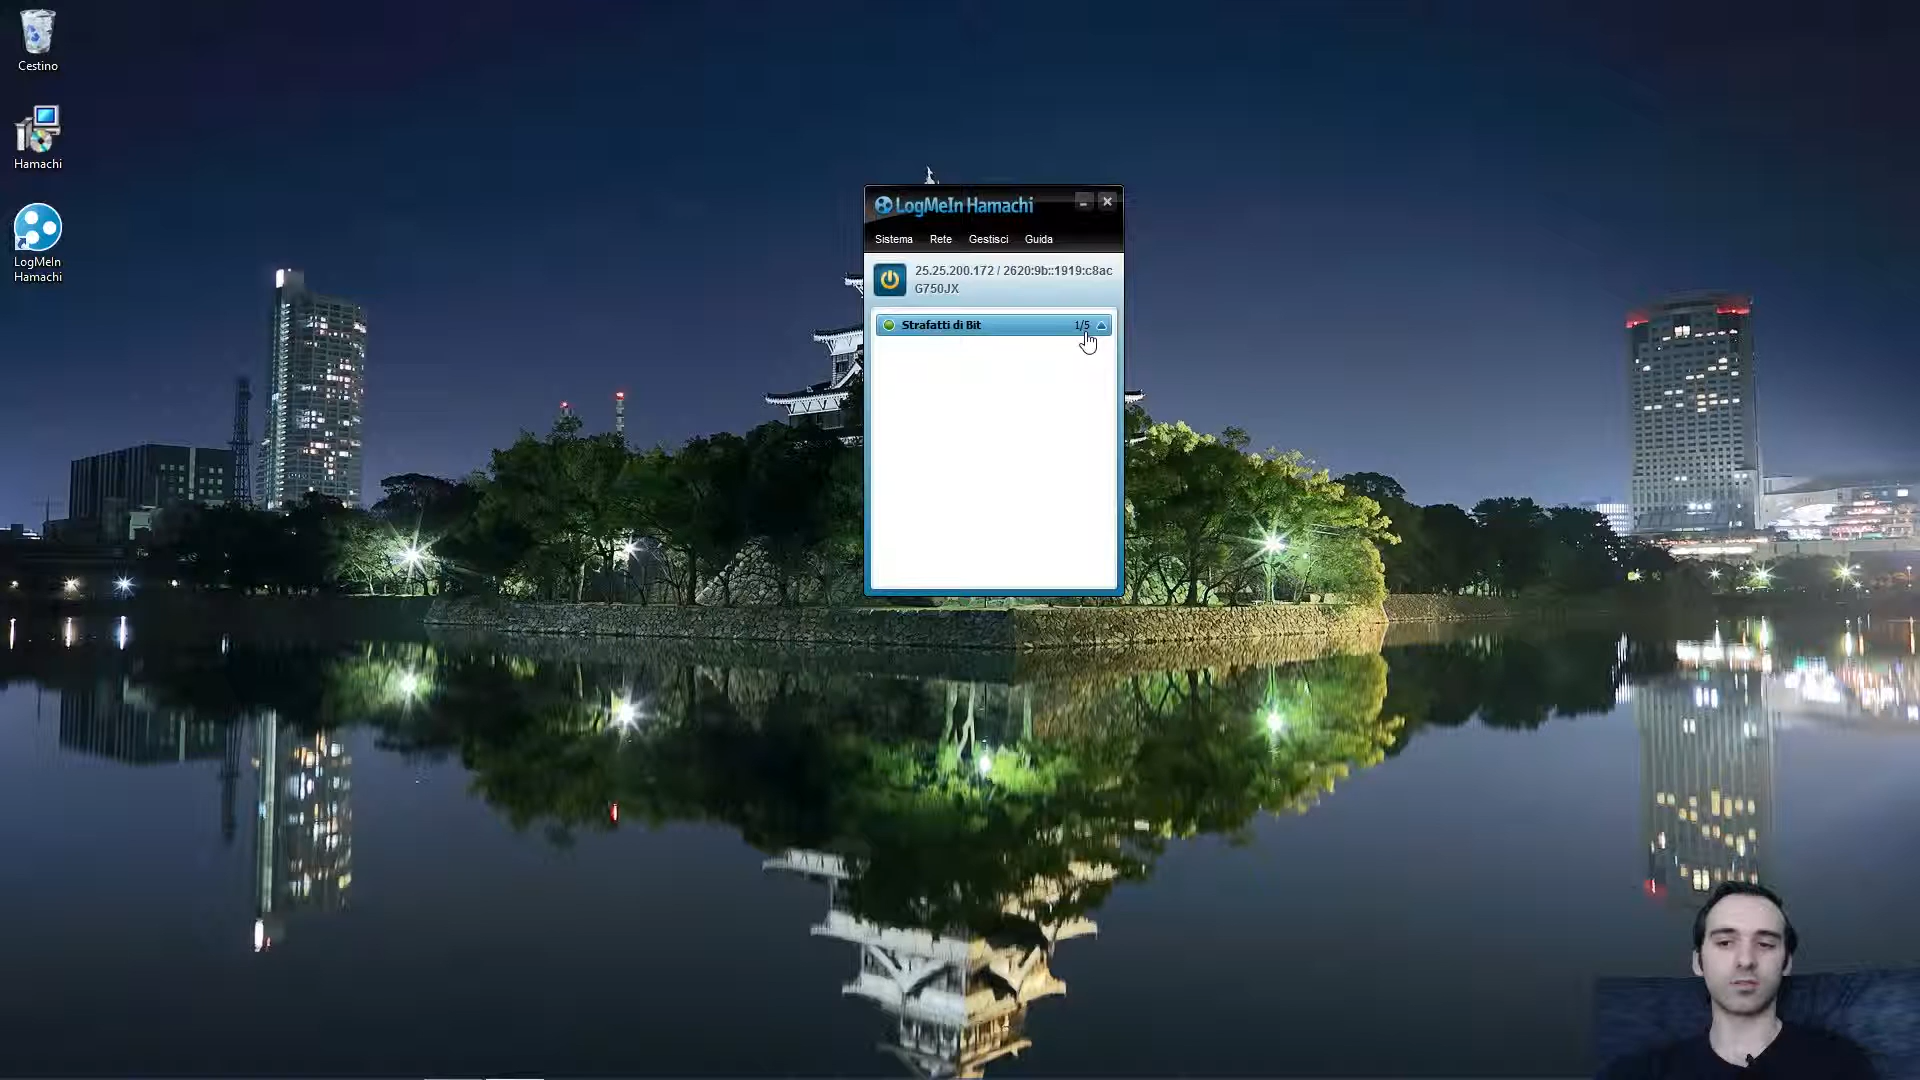 Cestino
Hamachi
LogMeIn
Hamachi
LogMeIn Hamachi
Sistema Rete Gestisci Guida
25.25.200.172 / 2620:9b::1919:c8ac
G750JX
Strafatti di Bit 1/5